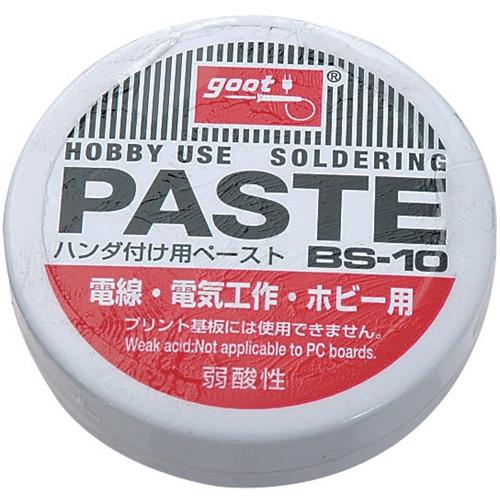 goot ®
HOBBY USE SOLDERING
PASTE
ハンダ付け用ペースト BS-10
電線・電気工作・ホビー用
プリント基板には使用できません。
Weak acid:Not applicable to PC boards.
弱酸性